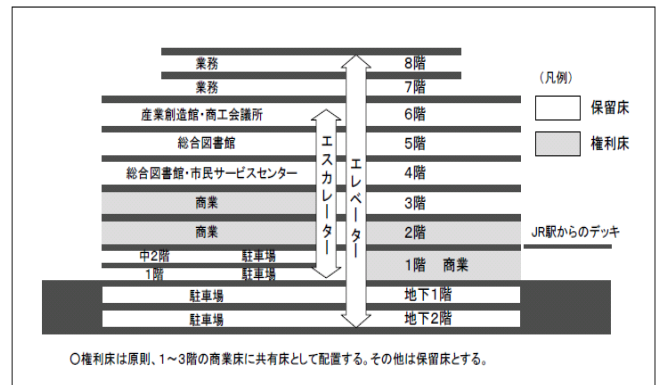 業務 8階
業務 7階
(凡例)
産業創造館・商工会議所 6階
保留床
総合図書館 5階
権利床
総合図書館・市民サービスセンター 4階
エスカレーター
エレベーター
商業 3階
商業 2階
JR駅からのデッキ
中2階 駐車場
1階 商業
1階 駐車場
駐車場 地下1階
駐車場 地下2階
〇権利床は原則、1～3階の商業床に共有床として配置する。その他は保留床とする。